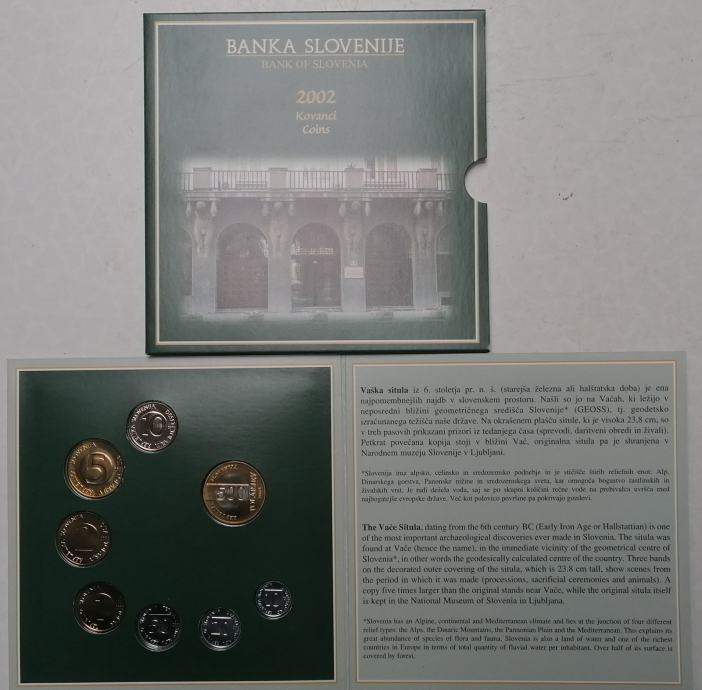 BANKA SLOVENIJE
BANK OF SLOVENIA
2002
Kovanci
Coins
Vaška situla iz 6. stoletja pr. n. š. (starejša železna ali halštatska doba) je ena
najpomembnejših najdb v slovenskem prostoru. Našli so jo na Vačah, ki ležijo v
neposredni bližini geometričnega središča Slovenije* (GEOSS), tj. geodetsko
izračunanega težišča naše države. Na okrašenem plašču situle, ki je visoka 23,8 cm, so
v treh pasovih prikazani prizori iz tedanjega časa (sprevodi, daritveni obredi in živali).
Petkrat povečana kopija stoji v bližini Vač, originalna situla pa je shranjena v
Narodnem muzeju Slovenije v Ljubljani.
*Slovenija ima alpsko, celinsko in sredozemsko podnebje in je stičišče štirih reliefnih enot: Alp,
Dinarskega gorstva, Panonske nižine in sredozemskega sveta, kar omogoča bogastvo rastlinskih in
živalskih vrst. Je tudi dežela voda, saj se po skupni količini rečne vode na prebivalca uvršča med
najbogatejše evropske države. Več kot polovico površine pa pokrivajo gozdovi.
The Vače Situla, dating from the 6th century BC (Early Iron Age or Hallstattian) is one
of the most important archaeological discoveries ever made in Slovenia. The situla was
found at Vače (hence the name), in the immediate vicinity of the geometrical centre of
Slovenia*, in other words the geodesically calculated centre of the country. Three bands
on the decorated outer covering of the situla, which is 23.8 cm tall, show scenes from
the period in which it was made (processions, sacrificial ceremonies and animals). A
copy five times larger than the original stands near Vače, while the original situla itself
is kept in the National Museum of Slovenia in Ljubljana.
*Slovenia has an Alpine, continental and Mediterranean climate and lies at the junction of four different
relief types: the Alps, the Dinaric Mountains, the Pannonian Plain and the Mediterranean. This explains its
great abundance of species of flora and fauna. Slovenia is also a land of water and one of the richest
countries in Europe in terms of total quantity of fluvial water per inhabitant. Over half of its surface is
covered by forest.
10
5
500
2